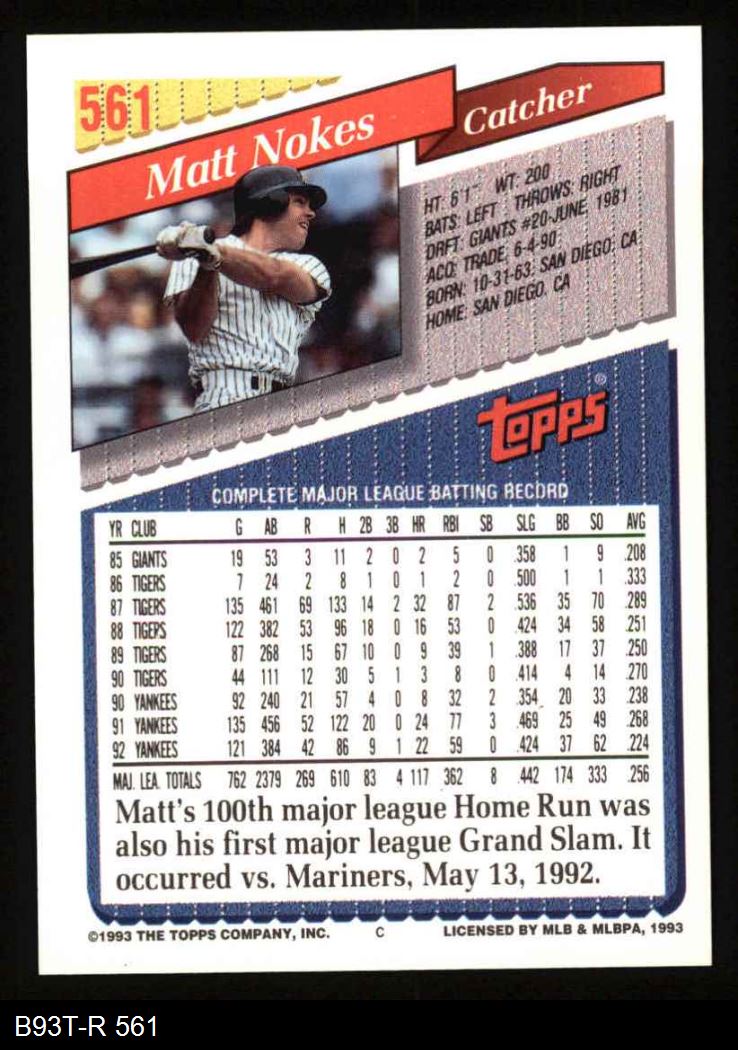 561
Matt Nokes
Catcher
HT: 6'1" WT: 200
BATS: LEFT THROWS: RIGHT
DRFT: GIANTS #20-JUNE, 1981
ACQ: TRADE, 6-4-90
BORN: 10-31-63, SAN DIEGO, CA
HOME: SAN DIEGO, CA
topps®
COMPLETE MAJOR LEAGUE BATTING RECORD
YR CLUB G AB R H 2B 3B HR RBI SB SLG BB SO AVG
85 GIANTS 19 53 3 11 2 0 2 5 0 .358 1 9 .208
86 TIGERS 7 24 2 8 1 0 1 2 0 .500 1 1 .333
87 TIGERS 135 461 69 133 14 2 32 87 2 .536 35 70 .289
88 TIGERS 122 382 53 96 18 0 16 53 0 .424 34 58 .251
89 TIGERS 87 268 15 67 10 0 9 39 1 .388 17 37 .250
90 TIGERS 44 111 12 30 5 1 3 8 0 .414 4 14 .270
90 YANKEES 92 240 21 57 4 0 8 32 2 .354 20 33 .238
91 YANKEES 135 456 52 122 20 0 24 77 3 .469 25 49 .268
92 YANKEES 121 384 42 86 9 1 22 59 0 .424 37 62 .224
MAJ. LEA. TOTALS 762 2379 269 610 83 4 117 362 8 .442 174 333 .256
Matt's 100th major league Home Run was
also his first major league Grand Slam. It
occurred vs. Mariners, May 13, 1992.
©1993 THE TOPPS COMPANY, INC. C LICENSED BY MLB & MLBPA, 1993
B93T-R 561